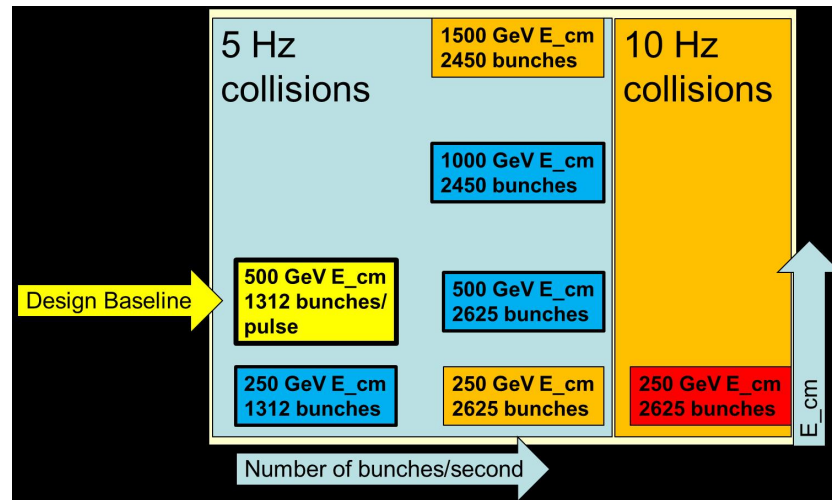 5 Hz
collisions
1500 GeV E_cm
2450 bunches
10 Hz
collisions
1000 GeV E_cm
2450 bunches
Design Baseline
500 GeV E_cm
1312 bunches/
pulse
500 GeV E_cm
2625 bunches
250 GeV E_cm
1312 bunches
250 GeV E_cm
2625 bunches
250 GeV E_cm
2625 bunches
E_cm
Number of bunches/second